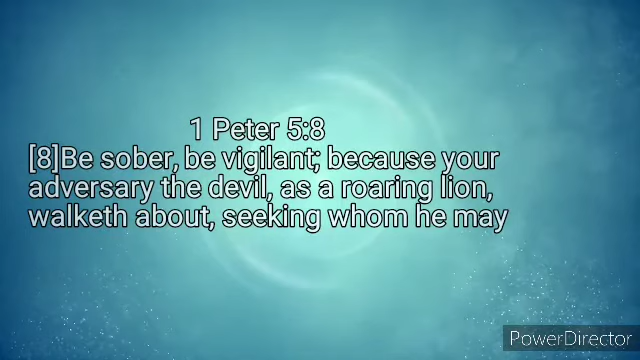 1 Peter 5:8
[8]Be sober, be vigilant; because your
adversary the devil, as a roaring lion,
walketh about, seeking whom he may
PowerDirector